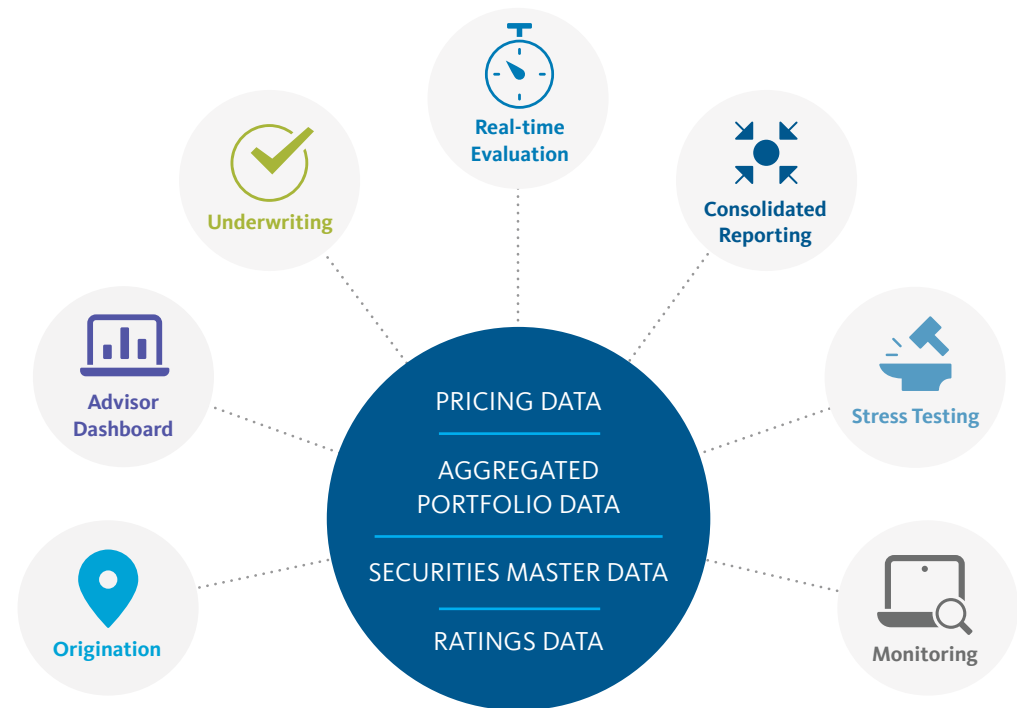 Real-time
Evaluation
Underwriting
Consolidated
Reporting
Advisor
Dashboard
Stress Testing
Origination
Monitoring
PRICING DATA
AGGREGATED
PORTFOLIO DATA
SECURITIES MASTER DATA
RATINGS DATA